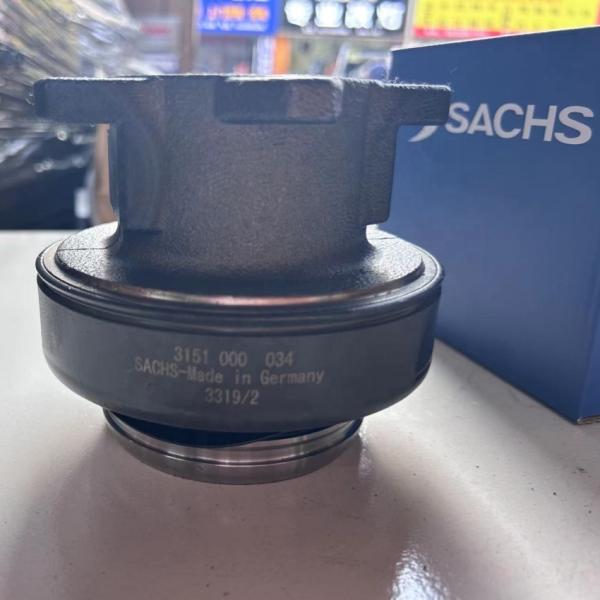 SACHS
3151 000 034
SACHS-Made in Germany
3319/2